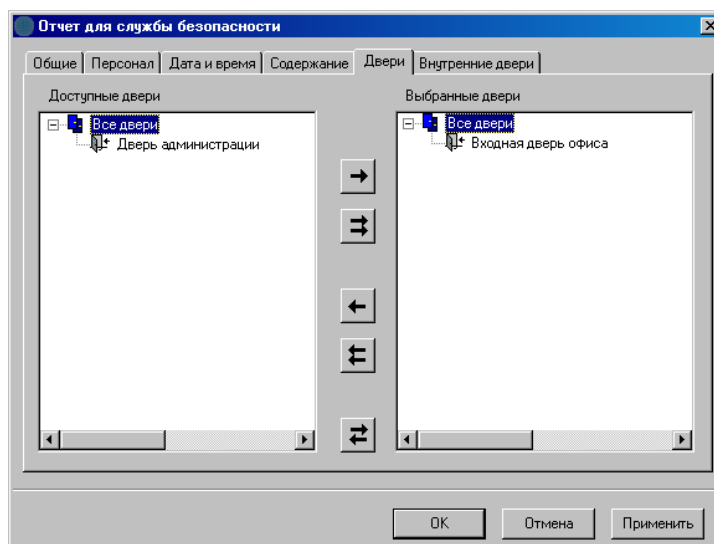 Отчет для службы безопасности
Общие Персонал Дата и время Содержание Двери Внутренние двери
Доступные двери Выбранные двери
Все двери Все двери
Дверь администрации Входная дверь офиса
OK Отмена Применить